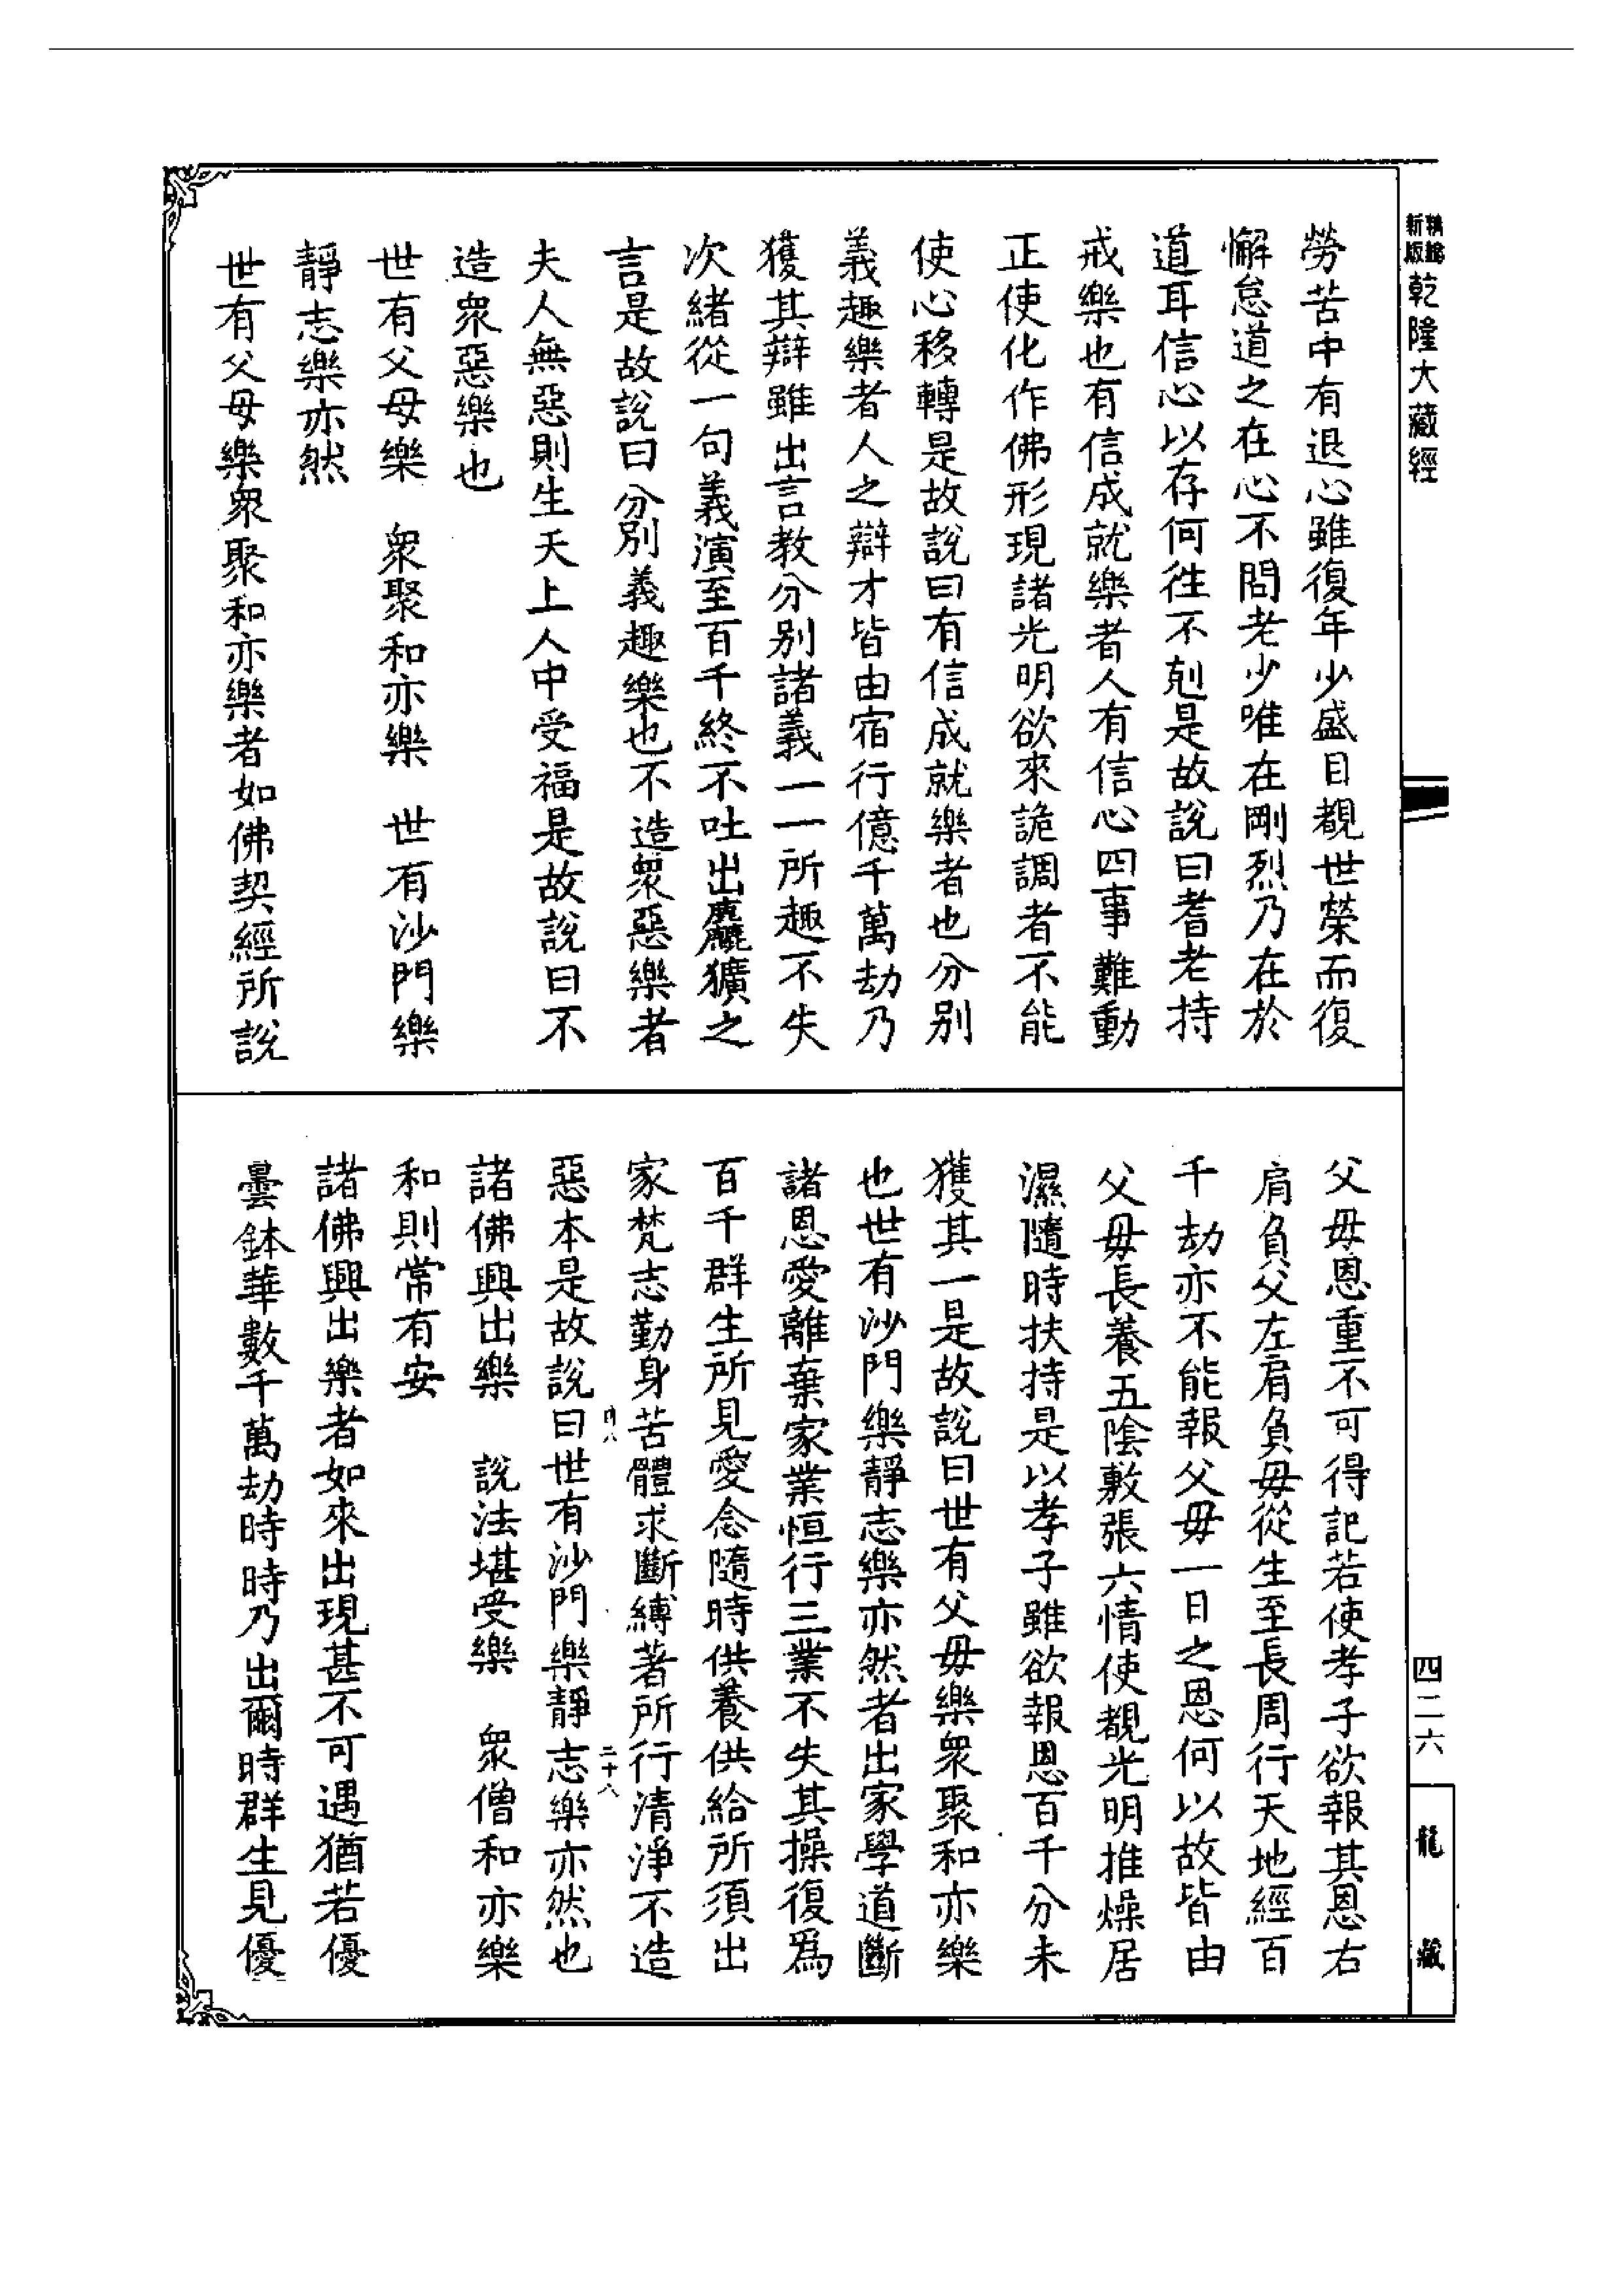 精編
新版
乾隆大藏經
勞苦中有退心雖復年少盛目覩世榮而復
懈怠道之在心不問老少唯在剛烈乃在於
道耳信心以存何徃不剋是故説曰耆老持
戒樂也有信成就樂者人有信心四事難動
正使化作佛形現諸光明欲來詭調者不能
使心移轉是故説曰有信成就樂者也分別
義趣樂者人之辯才皆由宿行億千萬劫乃
獲其辯雖出言教分别諸義一一所趣不失
次緒從一句義演至百千終不吐出麤獷之
言是故説曰分別義趣樂也不造衆惡樂者
夫人無惡則生天上人中受福是故説曰不
造衆惡樂也
世有父母樂　衆聚和亦樂　世有沙門樂
靜志樂亦然
世有父母樂衆聚和亦樂者如佛契經所説
父母恩重不可得記若使孝子欲報其恩右
肩負父左肩負母從生至長周行天地經百
千劫亦不能報父母一日之恩何以故皆由
父母長養五陰敷張六情使覩光明推燥居
濕隨時扶持是以孝子雖欲報恩百千分未
獲其一是故説曰世有父母樂衆聚和亦樂
也世有沙門樂靜志樂亦然者出家學道斷
諸恩愛離棄家業恒行三業不失其操復爲
百千群生所見愛念隨時供養供給所須出
家梵志勤身苦體求斷縛著所行清淨不造
二十八
惡本是故説曰世有沙門樂靜志樂亦然也
諸佛興出樂　説法堪受樂　衆僧和亦樂
和則常有安
諸佛興出樂者如來出現甚不可遇猶若優
曇鉢華數千萬劫時時乃出爾時群生見優
四二六
龍藏